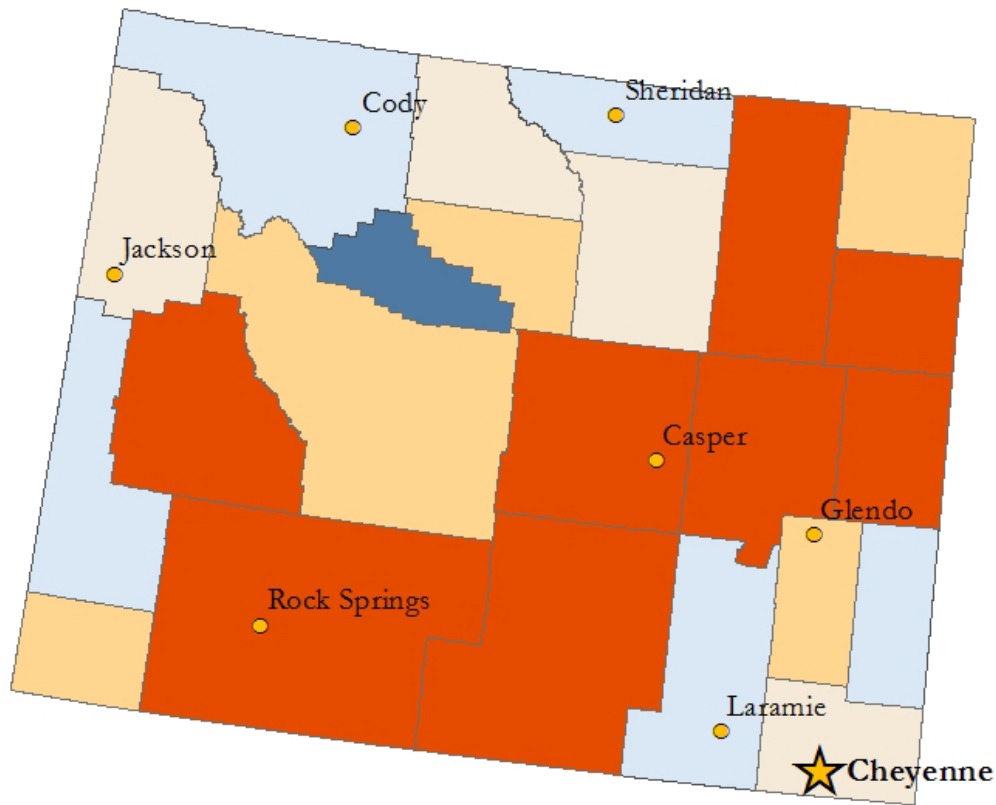 Sheridan
Cody
Jackson
Casper
Glendo
Rock Springs
Laramie
Cheyenne